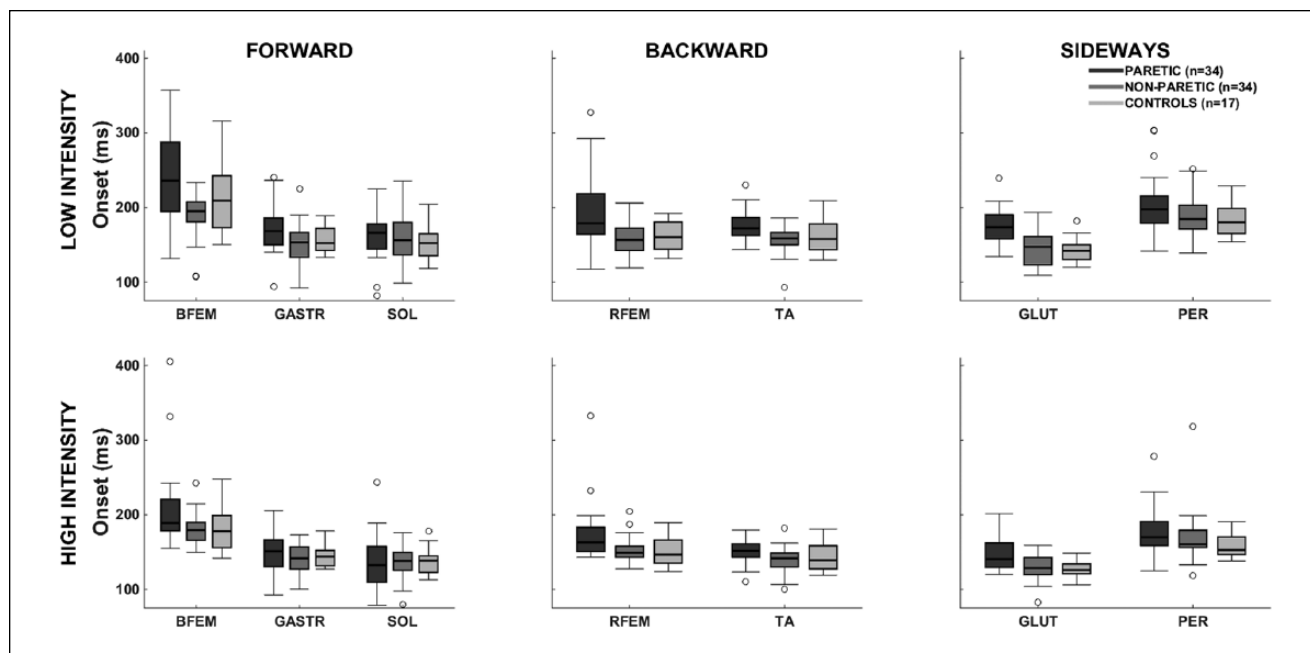 FORWARD
BACKWARD
SIDEWAYS
PARETIC (n=34)
NON-PARETIC (n=34)
CONTROLS (n=17)
LOW INTENSITY
Onset (ms)
400
300
200
100
BFEM GASTR SOL
RFEM TA
GLUT PER
HIGH INTENSITY
Onset (ms)
400
300
200
100
BFEM GASTR SOL
RFEM TA
GLUT PER